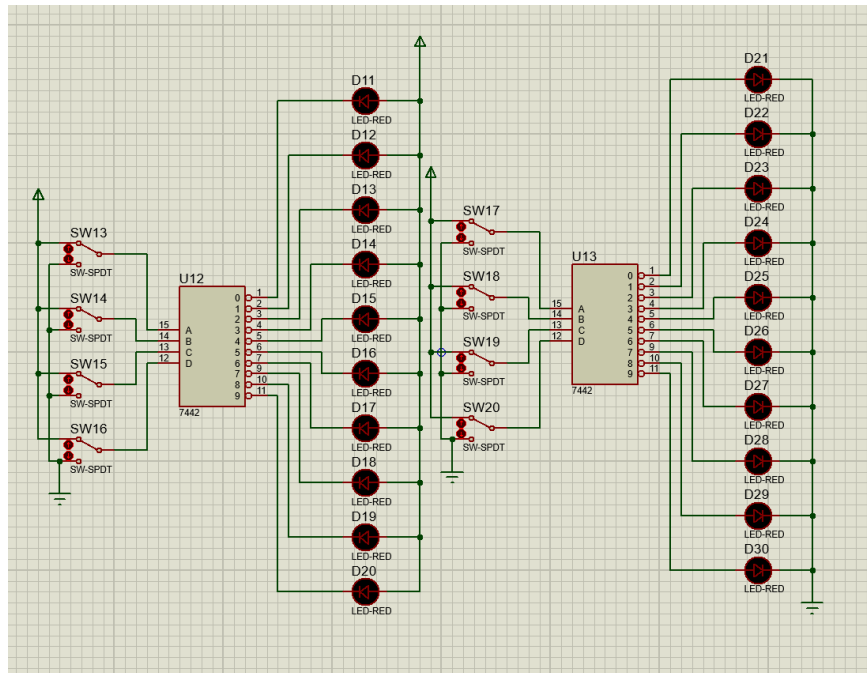 D11
LED-RED
D12
LED-RED
D13
LED-RED
D14
LED-RED
D15
LED-RED
D16
LED-RED
D17
LED-RED
D18
LED-RED
D19
LED-RED
D20
LED-RED
SW13
SW-SPDT
SW14
SW-SPDT
SW15
SW-SPDT
SW16
SW-SPDT
U12
15 A
14 B
13 C
12 D
0 1
1 2
2 3
3 4
4 5
5 6
6 7
7 9
8 10
9 11
7442
SW17
SW-SPDT
SW18
SW-SPDT
SW19
SW-SPDT
SW20
SW-SPDT
U13
15 A
14 B
13 C
12 D
0 1
1 2
2 3
3 4
4 5
5 6
6 7
7 9
8 10
9 11
7442
D21
LED-RED
D22
LED-RED
D23
LED-RED
D24
LED-RED
D25
LED-RED
D26
LED-RED
D27
LED-RED
D28
LED-RED
D29
LED-RED
D30
LED-RED